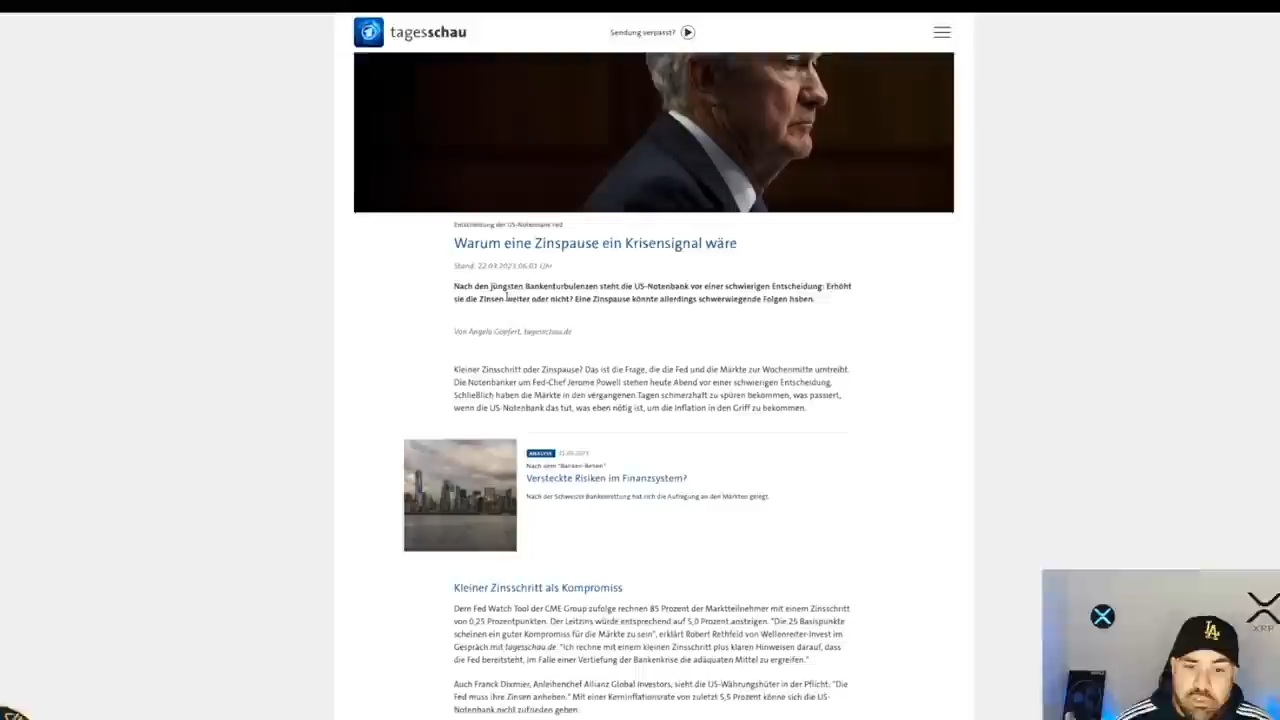 tagesschau
Sendung verpasst?
Entscheidung der US-Notenbank Fed
Warum eine Zinspause ein Krisensignal wäre
Stand: 22.03.2023 06:01 Uhr
Nach den jüngsten Bankenturbulenzen steht die US-Notenbank vor einer schwierigen Entscheidung: Erhöht
sie die Zinsen weiter oder nicht? Eine Zinspause könnte allerdings schwerwiegende Folgen haben.
Von Angela Göpfert, tagesschau.de
Kleiner Zinsschritt oder Zinspause? Das ist die Frage, die die Fed und die Märkte zur Wochenmitte umtreibt.
Die Notenbanker um Fed-Chef Jerome Powell stehen heute Abend vor einer schwierigen Entscheidung.
Schließlich haben die Märkte in den vergangenen Tagen schmerzhaft zu spüren bekommen, was passiert,
wenn die US-Notenbank das tut, was eben nötig ist, um die Inflation in den Griff zu bekommen.
ANALYSE
Nach dem "Banken-Beben"
Versteckte Risiken im Finanzsystem?
Nach der Schweizer Bankenrettung hat sich die Aufregung an den Märkten gelegt.
Kleiner Zinsschritt als Kompromiss
Dem Fed Watch Tool der CME Group zufolge rechnen 85 Prozent der Marktteilnehmer mit einem Zinsschritt
von 0,25 Prozentpunkten. Der Leitzins würde entsprechend auf 5,0 Prozent ansteigen. "Die 25 Basispunkte
scheinen ein guter Kompromiss für die Märkte zu sein", erklärt Robert Rethfeld von Wellenreiter-Invest im
Gespräch mit tagesschau.de. "Ich rechne mit einem kleinen Zinsschritt plus klaren Hinweisen darauf, dass
die Fed bereitsteht, im Falle einer Vertiefung der Bankenkrise die adäquaten Mittel zu ergreifen."
Auch Franck Dixmier, Anleihenchef Allianz Global Investors, sieht die US-Währungshüter in der Pflicht: "Die
Fed muss ihre Zinsen anheben." Mit einer Kerninflationsrate von zuletzt 5,5 Prozent könne sich die US-
Notenbank nicht zufrieden geben.
XRP
LA